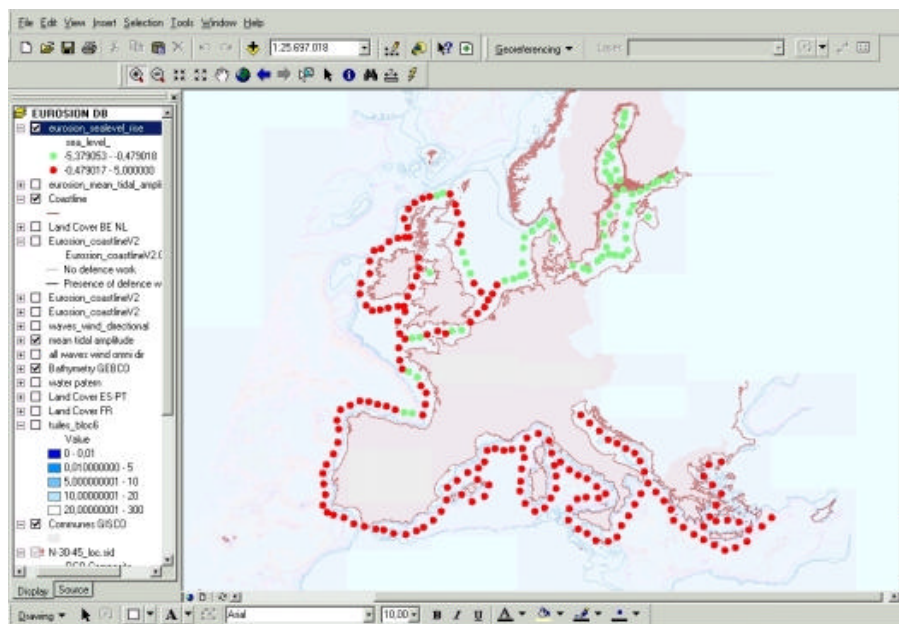 File Edit View Insert Selection Tools Window Help
1:25.697.018
Georeferencing
Layer:
EUROSION DB
eurosion_sealevel_rise
sea_level_
-5,379053 - -0,479018
-0,479017 - 5,000000
eurosion_mean_tidal_ampli
Coastline
Land Cover BE NL
Eurosion_coastlineV2
Eurosion_coastlineV2.
No defence work
Presence of defence w
Eurosion_coastlineV2
Eurosion_coastlineV2
waves_wind_directional
mean tidal amplitude
all waves wind omni dir
Bathymetry GEBCO
water patern
Land Cover ES-PT
Land Cover FR
tuiles_bloc6
Value
0 - 0,01
0,010000000 - 5
5,00000001 - 10
10,00000001 - 20
20,00000001 - 300
Communes GISCO
N-30-45_loc.sid
Display Source
Drawing
A
Arial
10,00
B I U
A